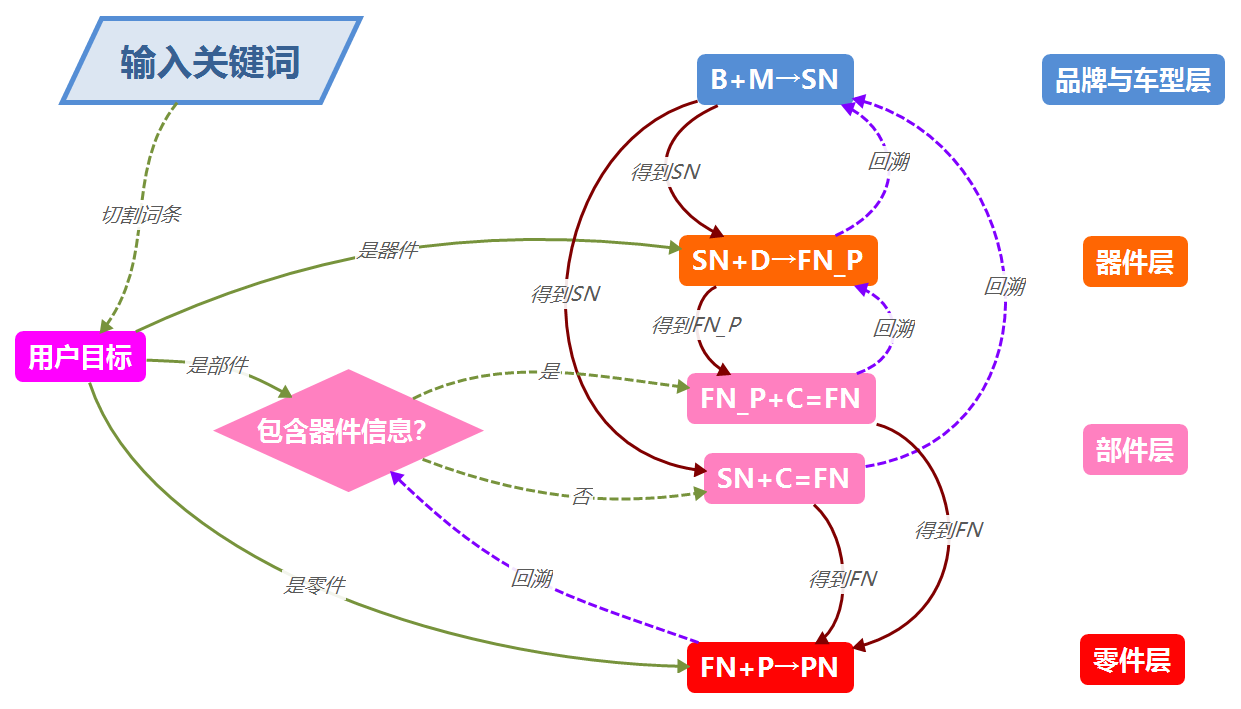 输入关键词
B+M→SN
品牌与车型层
回溯
得到SN
切割词条
是器件
SN+D→FN_P
器件层
回溯
得到SN
得到FN_P
回溯
用户目标
是部件
是
FN_P+C=FN
包含器件信息?
部件层
SN+C=FN
否
得到FN
回溯
得到FN
是零件
FN+P→PN
零件层